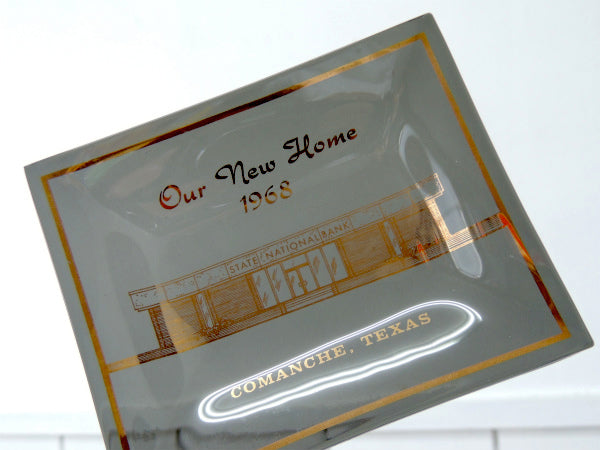 Our New Home
1968
STATE NATIONAL BANK
COMANCHE, TEXAS